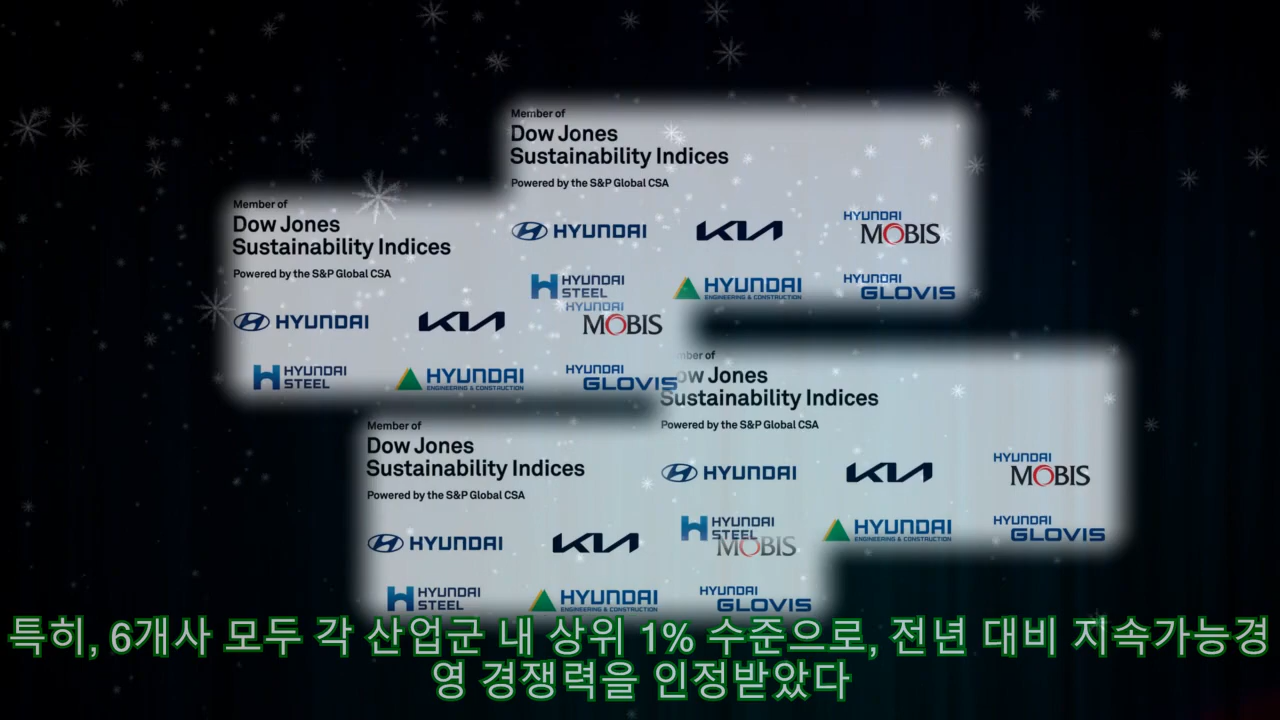 Member of
Dow Jones
Sustainability Indices
Powered by the S&P Global CSA
HYUNDAI KIA HYUNDAI MOBIS
HYUNDAI STEEL HYUNDAI ENGINEERING & CONSTRUCTION HYUNDAI GLOVIS
Member of
Dow Jones
Sustainability Indices
Powered by the S&P Global CSA
HYUNDAI KIA HYUNDAI MOBIS
HYUNDAI STEEL HYUNDAI ENGINEERING & CONSTRUCTION HYUNDAI GLOVIS
mber of
ow Jones
Sustainability Indices
Powered by the S&P Global CSA
HYUNDAI KIA HYUNDAI MOBIS
HYUNDAI STEEL HYUNDAI ENGINEERING & CONSTRUCTION HYUNDAI GLOVIS
Member of
Dow Jones
Sustainability Indices
Powered by the S&P Global CSA
HYUNDAI KIA MOBIS
HYUNDAI STEEL HYUNDAI ENGINEERING & CONSTRUCTION HYUNDAI GLOVIS
특히, 6개사 모두 각 산업군 내 상위 1% 수준으로, 전년 대비 지속가능경
영 경쟁력을 인정받았다